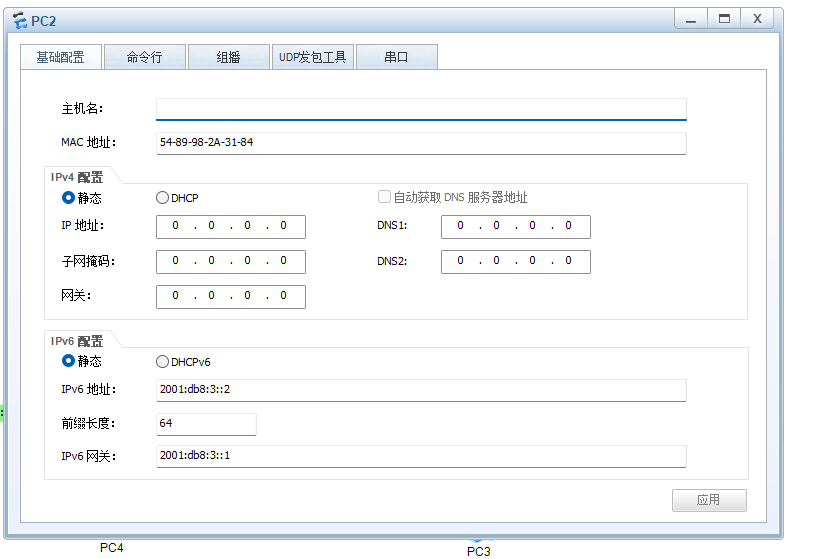 PC2
基础配置 命令行 组播 UDP发包工具 串口
主机名:
MAC 地址: 54-89-98-2A-31-84
IPv4 配置
静态 DHCP 自动获取 DNS 服务器地址
IP 地址: 0 . 0 . 0 . 0 DNS1: 0 . 0 . 0 . 0
子网掩码: 0 . 0 . 0 . 0 DNS2: 0 . 0 . 0 . 0
网关: 0 . 0 . 0 . 0
IPv6 配置
静态 DHCPv6
IPv6 地址: 2001:db8:3::2
前缀长度: 64
IPv6 网关: 2001:db8:3::1
应用
PC4 PC3